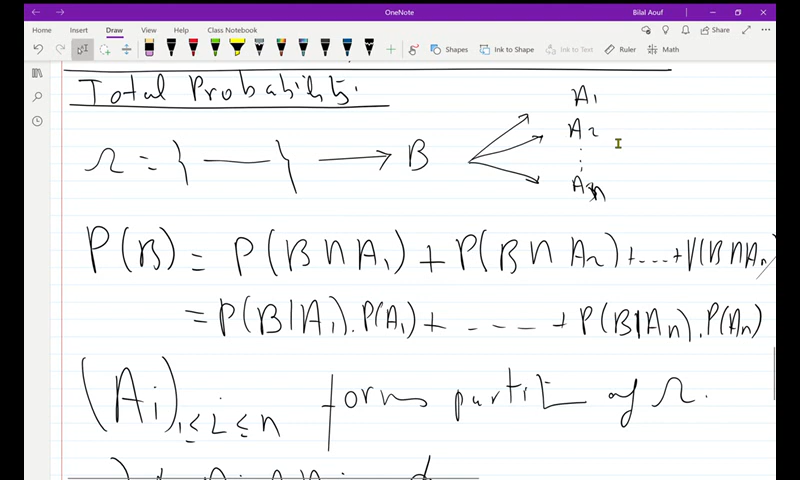 OneNote
Bilal Aouf
Home Insert Draw View Help Class Notebook
Share
Shapes Ink to Shape Ink to Text Ruler Math
Total Probability.
Ω = { — } → B
A1
A2
⋮
An
P(B) = P(B∩A1) + P(B∩A2) + ... + P(B∩An)
= P(B|A1).P(A1) + - - - - - + P(B|An).P(An)
(Ai) 1≤i≤n forms partit— of Ω.